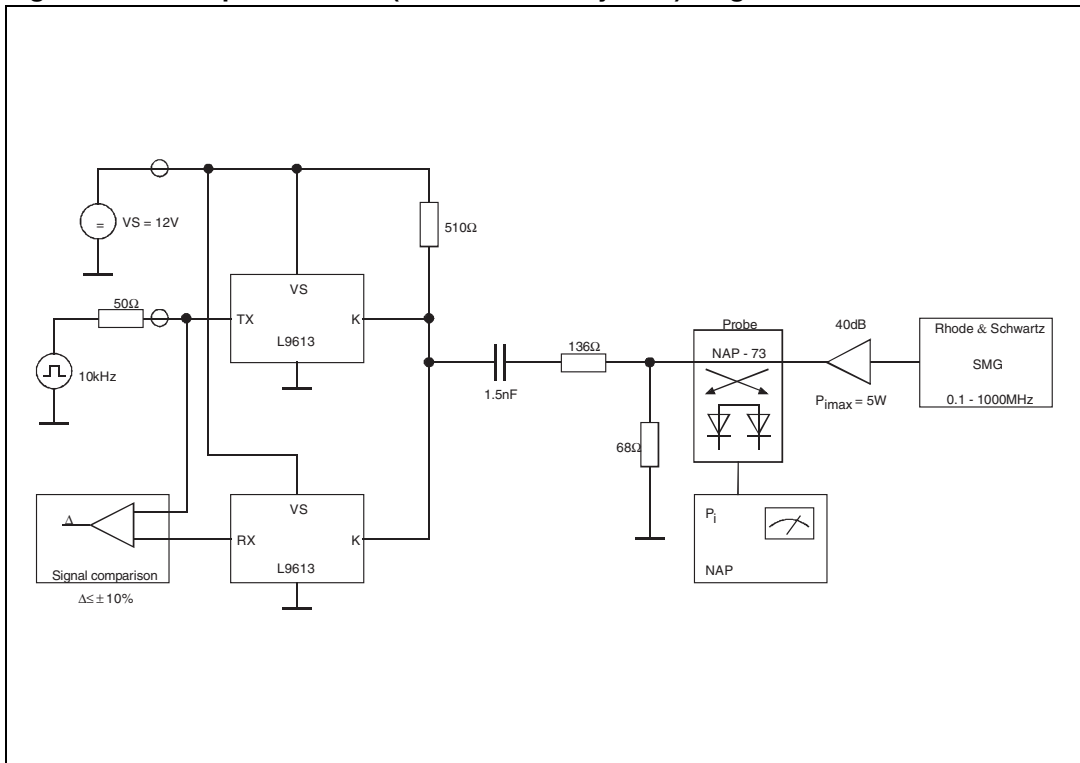 VS = 12V
510Ω
VS
TX
K
L9613
50Ω
10kHz
1.5nF
136Ω
68Ω
Probe
NAP - 73
40dB
Pimax = 5W
Rhode & Schwartz
SMG
0.1 - 1000MHz
VS
RX
K
L9613
Δ
Signal comparison
Δ≤ ± 10%
Pi
NAP